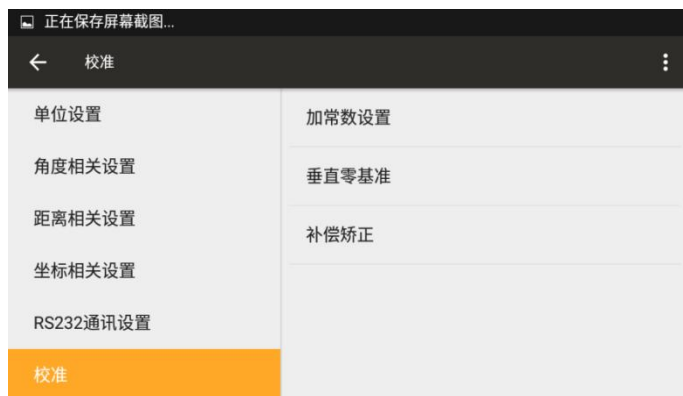 正在保存屏幕截图...
校准
单位设置
角度相关设置
距离相关设置
坐标相关设置
RS232通讯设置
校准
加常数设置
垂直零基准
补偿矫正